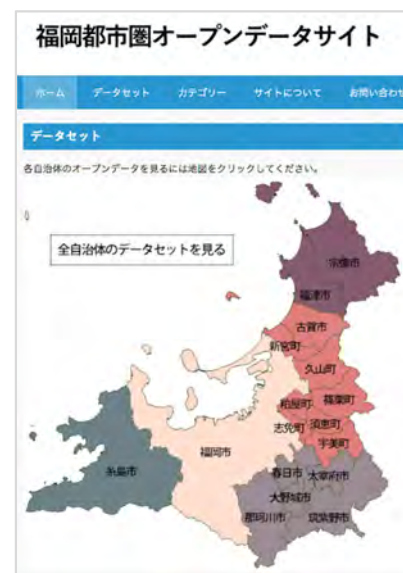 福岡都市圏オープンデータサイト
ホーム データセット カテゴリー サイトについて お問い合わせ
データセット
各自治体のオープンデータを見るには地図をクリックしてください。
全自治体のデータセットを見る
宗像市
福津市
古賀市
新宮町
久山町
粕屋町 篠栗町
志免町 須恵町
宇美町
福岡市
糸島市
春日市 太宰府市
大野城市
那珂川市 筑紫野市